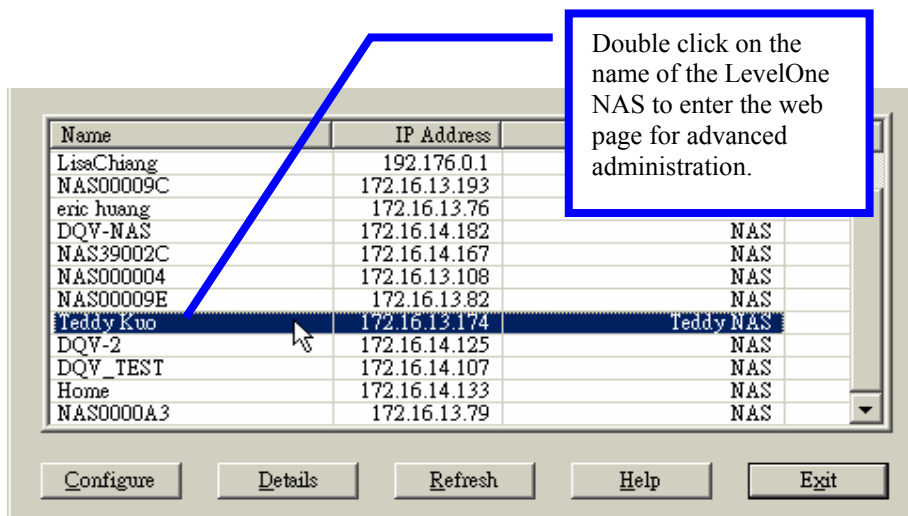 Double click on the
name of the LevelOne
NAS to enter the web
page for advanced
administration.
Name IP Address
LisaChiang 192.176.0.1
NAS00009C 172.16.13.193
eric huang 172.16.13.76
DQV-NAS 172.16.14.182 NAS
NAS39002C 172.16.14.167 NAS
NAS000004 172.16.13.108 NAS
NAS00009E 172.16.13.82 NAS
Teddy Kuo 172.16.13.174 Teddy NAS
DQV-2 172.16.14.125 NAS
DQV_TEST 172.16.14.107 NAS
Home 172.16.14.133 NAS
NAS0000A3 172.16.13.79 NAS
Configure Details Refresh Help Exit